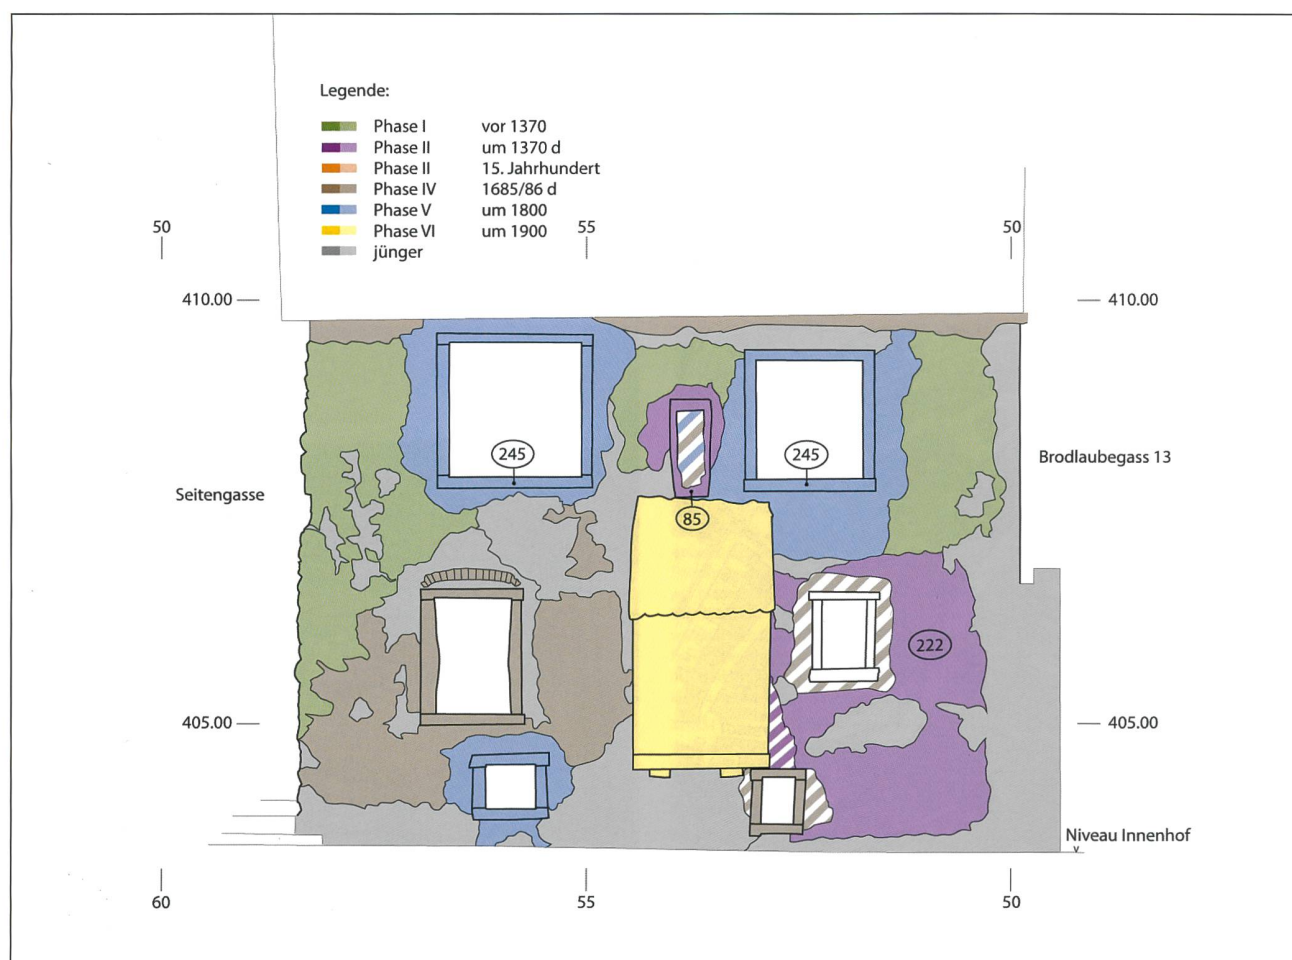 Legende:
Phase I vor 1370
Phase II um 1370 d
Phase II 15. Jahrhundert
Phase IV 1685/86 d
Phase V um 1800
Phase VI um 1900
jünger
50 55 50
410.00 410.00
245 245
Brodlaubegass 13
Seitengasse
85
222
405.00 405.00
Niveau Innenhof
60 55 50